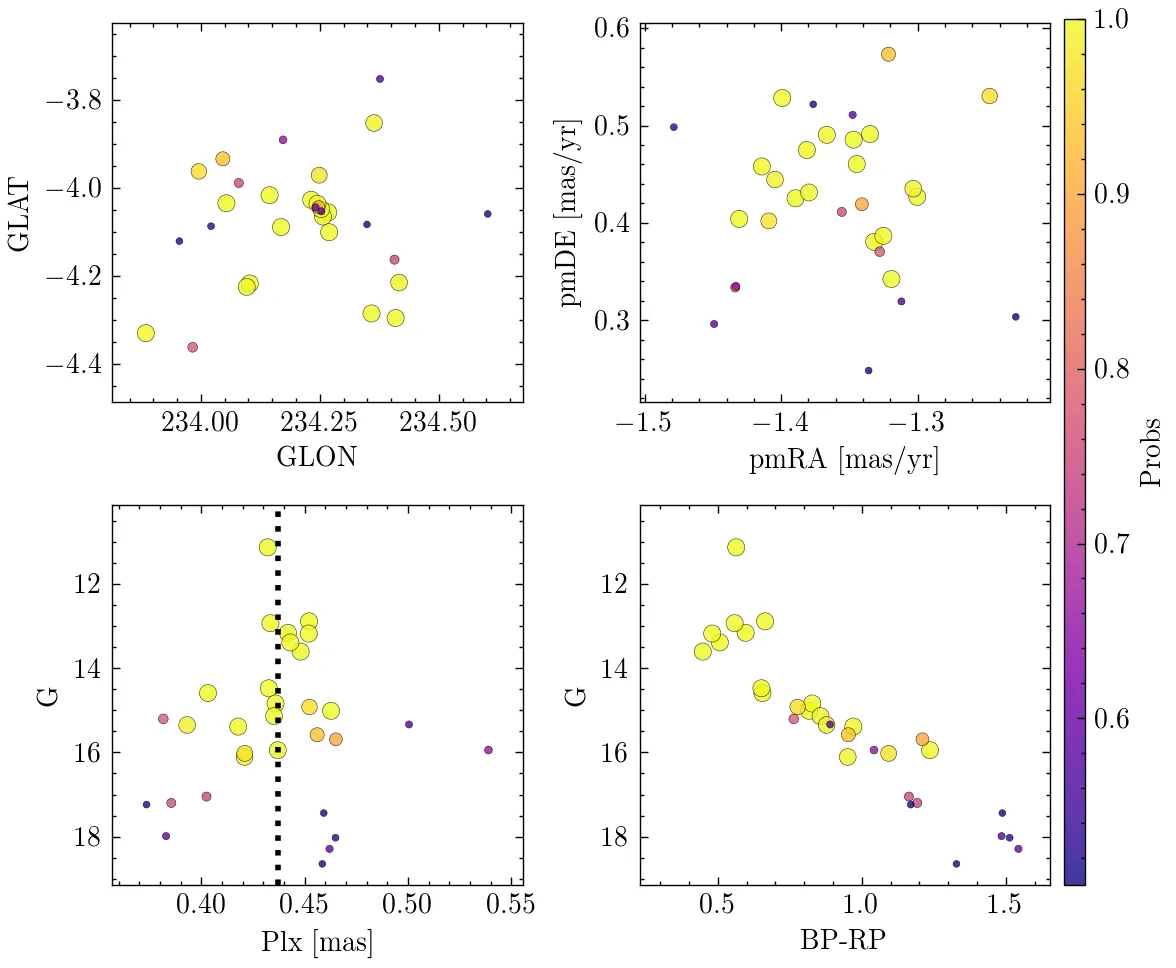 −3.8
−4.0
−4.2
−4.4
GLAT
234.00 234.25 234.50
GLON
0.6
0.5
0.4
0.3
pmDE [mas/yr]
−1.5 −1.4 −1.3
pmRA [mas/yr]
12
14
16
18
G
0.40 0.45 0.50 0.55
Plx [mas]
12
14
16
18
G
0.5 1.0 1.5
BP-RP
1.0
0.9
0.8
0.7
0.6
Probs